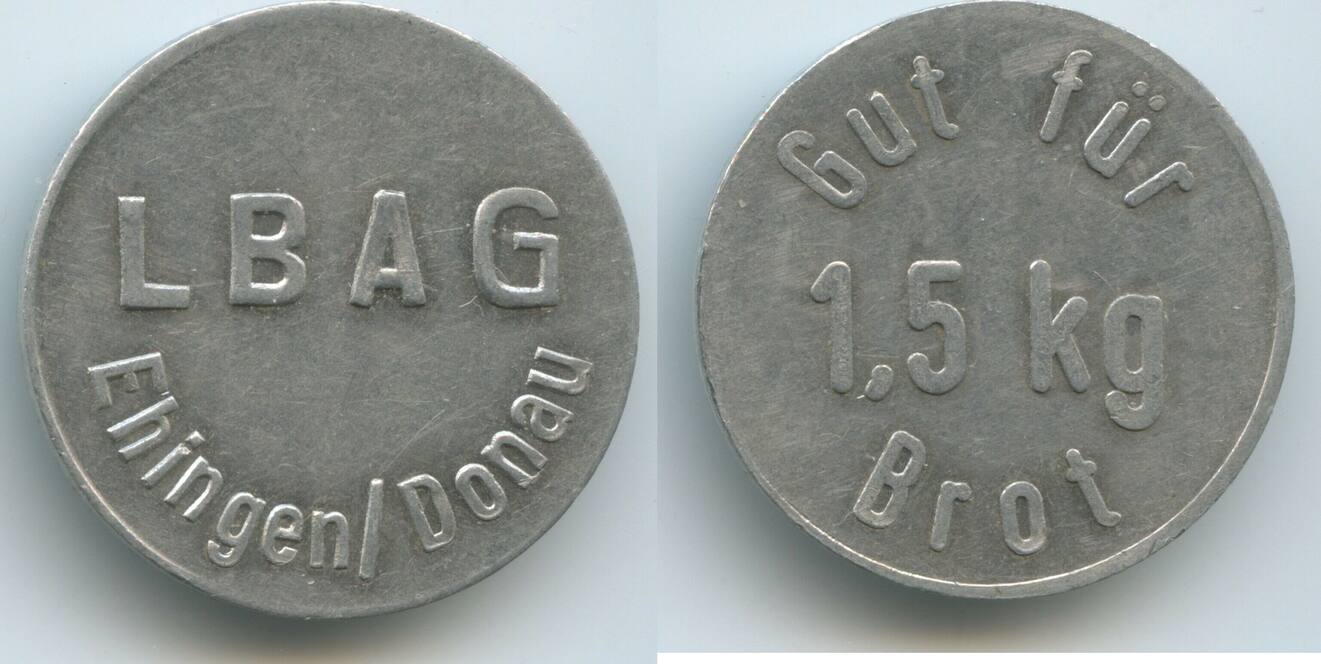 LBAG
Ehingen/Donau
Gut für
1,5 kg
Brot